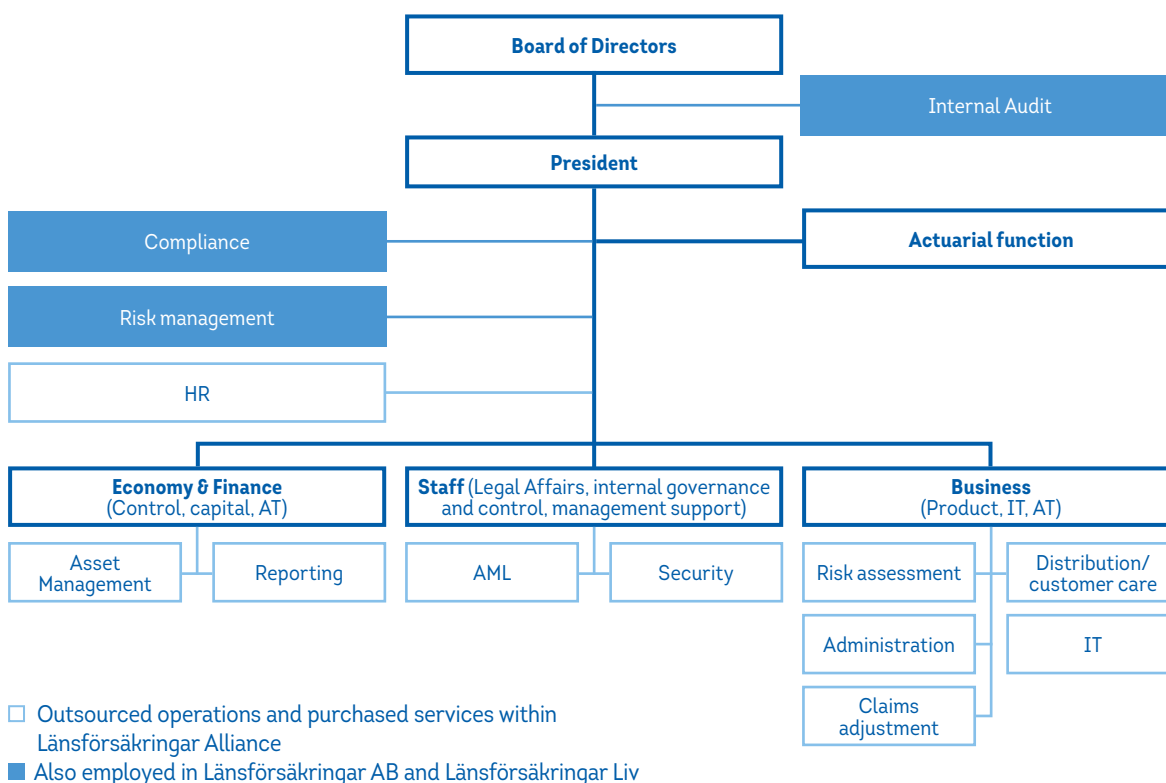 Board of Directors
Internal Audit
President
Compliance
Actuarial function
Risk management
HR
Economy & Finance
(Control, capital, AT)
Staff (Legal Affairs, internal governance
and control, management support)
Business
(Product, IT, AT)
Asset
Management
Reporting
AML
Security
Risk assessment
Distribution/
customer care
Administration
IT
Claims
adjustment
Outsourced operations and purchased services within
Länsförsäkringar Alliance
Also employed in Länsförsäkringar AB and Länsförsäkringar Liv